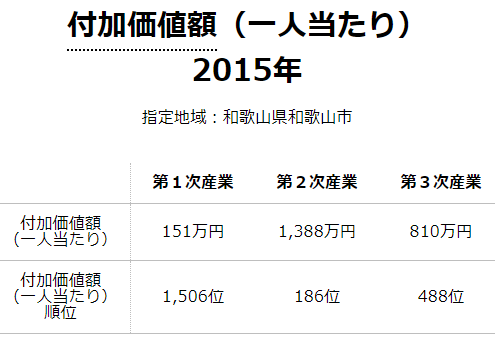 付加価値額（一人当たり）
2015年
指定地域：和歌山県和歌山市
第１次産業 第２次産業 第３次産業
付加価値額
（一人当たり） 151万円 1,388万円 810万円
付加価値額
（一人当たり）
順位 1,506位 186位 488位